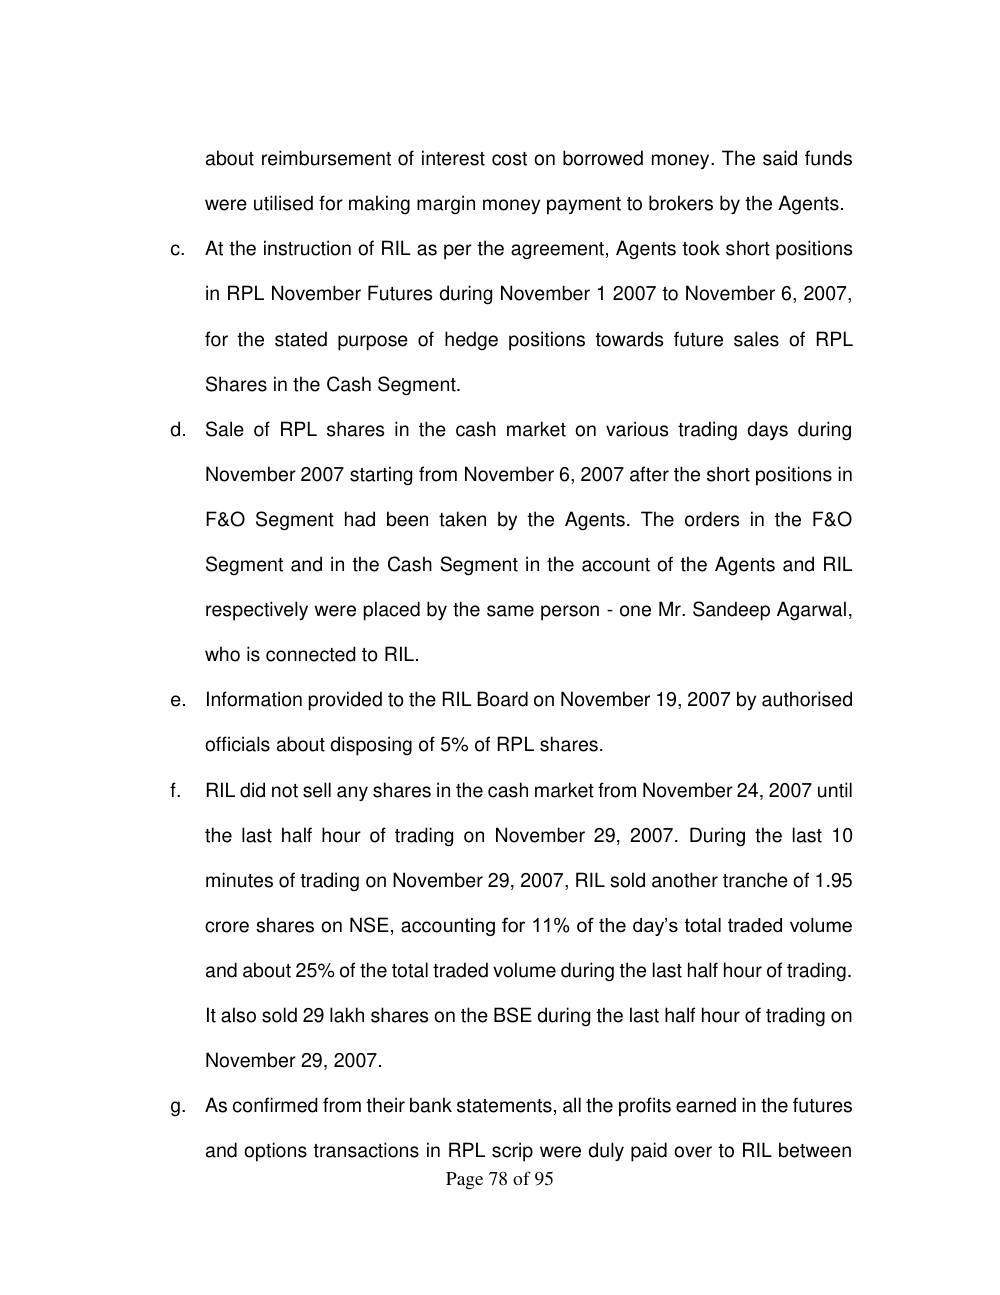 about reimbursement of interest cost on borrowed money. The said funds
were utilised for making margin money payment to brokers by the Agents.
c. At the instruction of RIL as per the agreement, Agents took short positions
in RPL November Futures during November 1 2007 to November 6, 2007,
for the stated purpose of hedge positions towards future sales of RPL
Shares in the Cash Segment.
d. Sale of RPL shares in the cash market on various trading days during
November 2007 starting from November 6, 2007 after the short positions in
F&O Segment had been taken by the Agents. The orders in the F&O
Segment and in the Cash Segment in the account of the Agents and RIL
respectively were placed by the same person - one Mr. Sandeep Agarwal,
who is connected to RIL.
e. Information provided to the RIL Board on November 19, 2007 by authorised
officials about disposing of 5% of RPL shares.
f. RIL did not sell any shares in the cash market from November 24, 2007 until
the last half hour of trading on November 29, 2007. During the last 10
minutes of trading on November 29, 2007, RIL sold another tranche of 1.95
crore shares on NSE, accounting for 11% of the day’s total traded volume
and about 25% of the total traded volume during the last half hour of trading.
It also sold 29 lakh shares on the BSE during the last half hour of trading on
November 29, 2007.
g. As confirmed from their bank statements, all the profits earned in the futures
and options transactions in RPL scrip were duly paid over to RIL between
Page 78 of 95